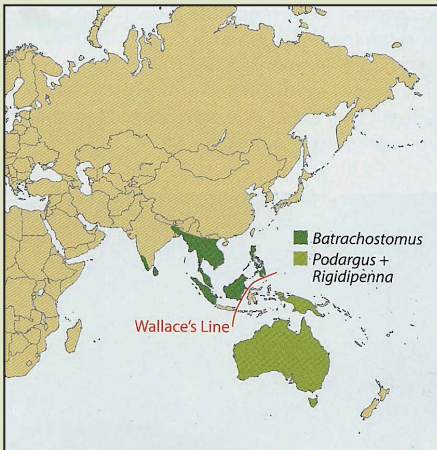 Batrachostomus
Podargus +
Rigidipenna
Wallace's Line